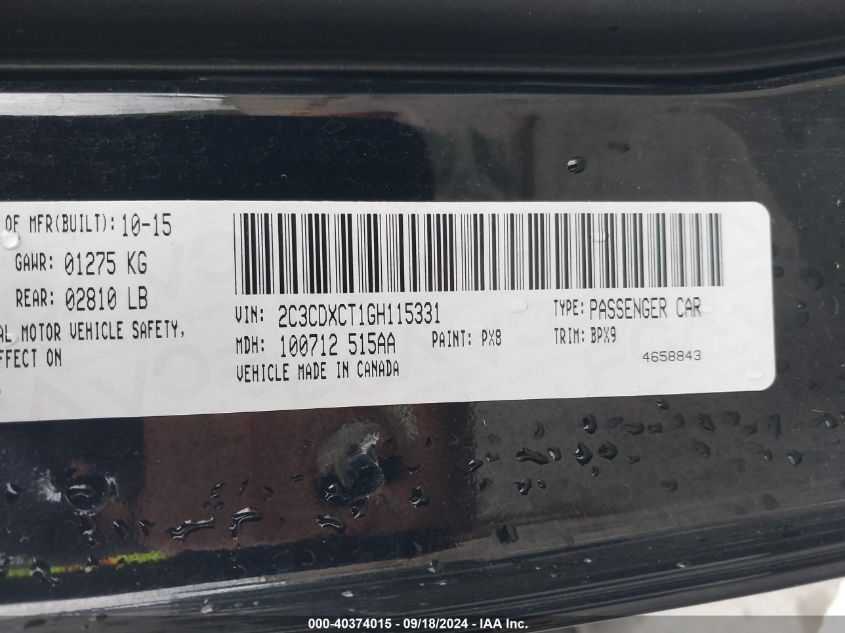 OF MFR(BUILT): 10-15
GAWR: 01275 KG
REAR: 02810 LB
MOTOR VEHICLE SAFETY,
ON
VIN: 2C3CDXCT1GH115331
TYPE: PASSENGER CAR
MDH: 100712 515AA
PAINT: PX8
TRIM: BPX9
VEHICLE MADE IN CANADA
4658843
000-40374015 - 09/18/2024 - IAA Inc.